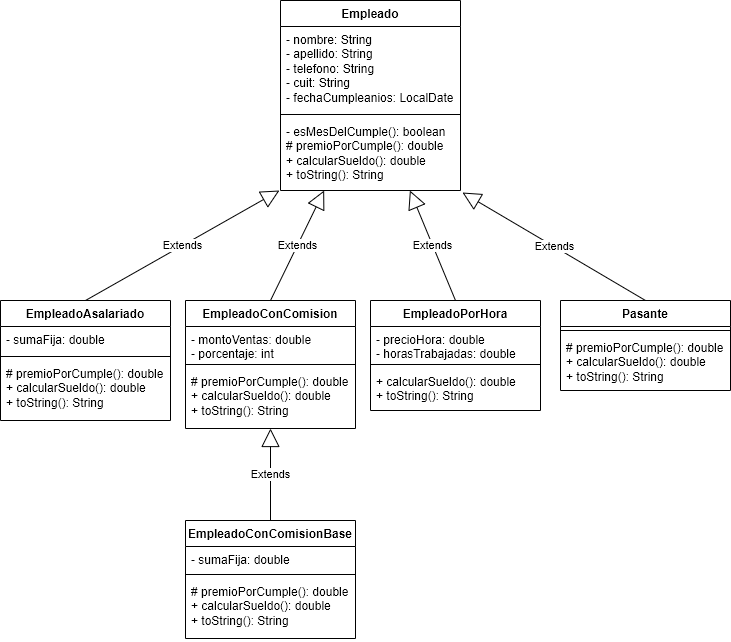 Empleado
- nombre: String
- apellido: String
- telefono: String
- cuit: String
- fechaCumpleanios: LocalDate
- esMesDelCumple(): boolean
# premioPorCumple(): double
+ calcularSueldo(): double
+ toString(): String
Extends
Extends
Extends
Extends
EmpleadoAsalariado
- sumaFija: double
# premioPorCumple(): double
+ calcularSueldo(): double
+ toString(): String
EmpleadoConComision
- montoVentas: double
- porcentaje: int
# premioPorCumple(): double
+ calcularSueldo(): double
+ toString(): String
EmpleadoPorHora
- precioHora: double
- horasTrabajadas: double
+ calcularSueldo(): double
+ toString(): String
Pasante
# premioPorCumple(): double
+ calcularSueldo(): double
+ toString(): String
Extends
EmpleadoConComisionBase
- sumaFija: double
# premioPorCumple(): double
+ calcularSueldo(): double
+ toString(): String